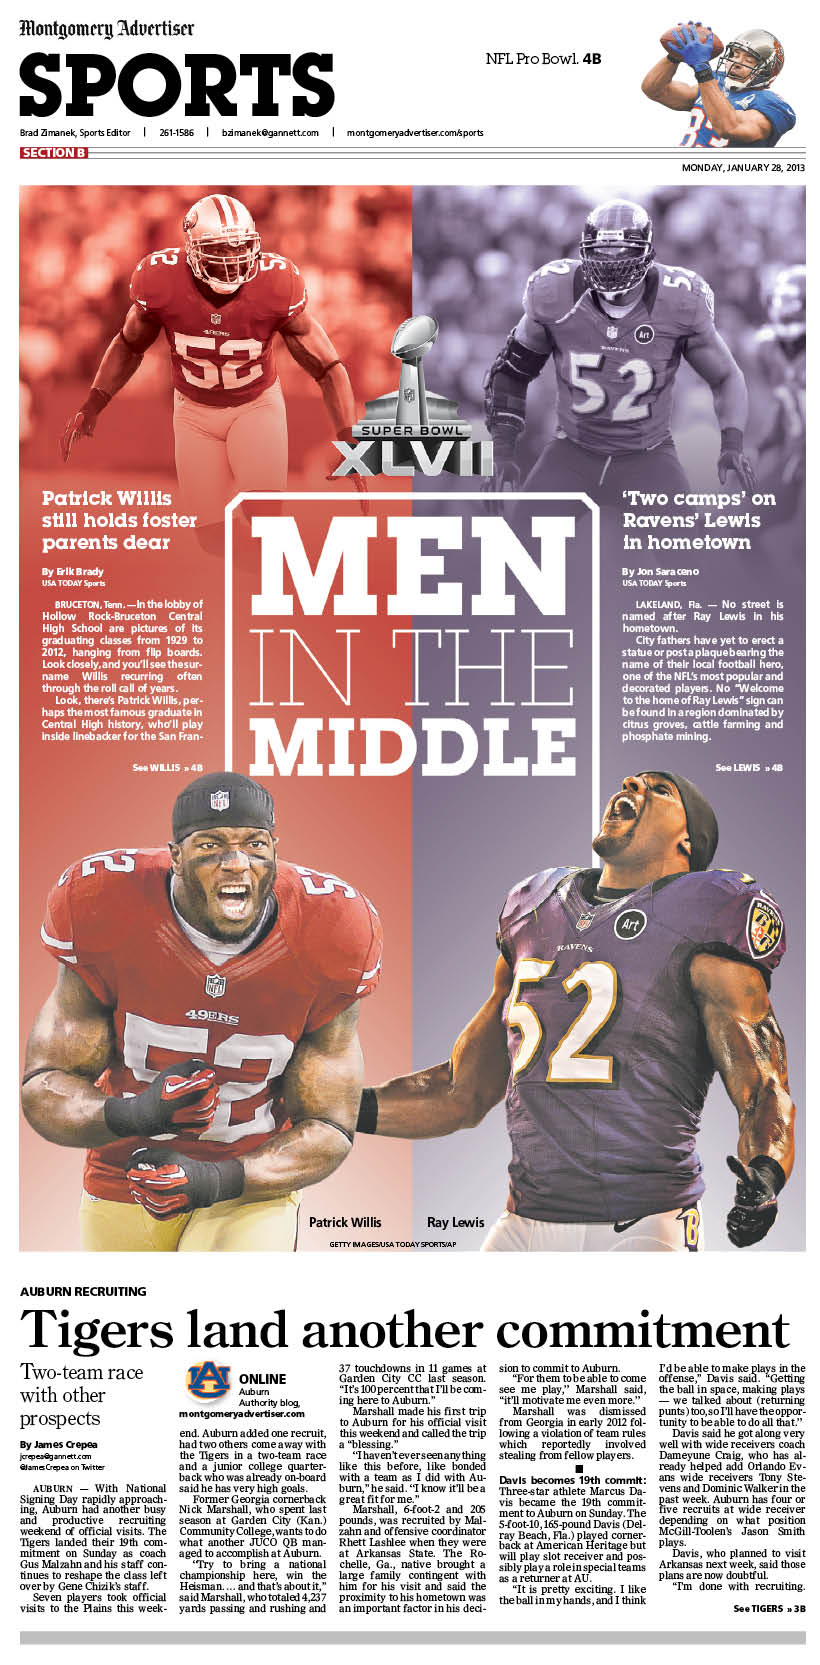 Montgomery Advertiser
SPORTS
NFL Pro Bowl. 4B
Brad Zimanek, Sports Editor | 261-1586 | bzimanek@gannett.com | montgomeryadvertiser.com/sports
SECTION B
MONDAY, JANUARY 28, 2013
52
52
52
49ERS
52
52
52
RAVENS
Art
52
SUPER BOWL
XLVII
MEN
IN THE
MIDDLE
Patrick Willis
still holds foster
parents dear
By Erik Brady
USA TODAY Sports
BRUCETON, Tenn. — In the lobby of
Hollow Rock-Bruceton Central
High School are pictures of its
graduating classes from 1929 to
2012, hanging from flip boards.
Look closely, and you'll see the sur-
name Willis recurring often
through the roll call of years.
Look, there's Patrick Willis, per-
haps the most famous graduate in
Central High history, who'll play
inside linebacker for the San Fran-
See WILLIS » 4B
'Two camps' on
Ravens' Lewis
in hometown
By Jon Saraceno
USA TODAY Sports
LAKELAND, Fla. — No street is
named after Ray Lewis in his
hometown.
City fathers have yet to erect a
statue or post a plaque bearing the
name of their local football hero,
one of the NFL's most popular and
decorated players. No "Welcome
to the home of Ray Lewis" sign can
be found in a region dominated by
citrus groves, cattle farming and
phosphate mining.
See LEWIS » 4B
NFL
52
52
NFL
49ERS
52
RAVENS
Art
52
Patrick Willis
Ray Lewis
GETTY IMAGES/USA TODAY SPORTS/AP
AUBURN RECRUITING
Tigers land another commitment
Two-team race
with other
prospects
By James Crepea
jcrepea@gannett.com
@JamesCrepea on Twitter
AUBURN — With National
Signing Day rapidly approach-
ing, Auburn had another busy
and productive recruiting
weekend of official visits. The
Tigers landed their 19th com-
mitment on Sunday as coach
Gus Malzahn and his staff con-
tinues to reshape the class left
over by Gene Chizik's staff.
Seven players took official
visits to the Plains this week-
AU
ONLINE
Auburn
Authority blog,
montgomeryadvertiser.com
end. Auburn added one recruit,
had two others come away with
the Tigers in a two-team race
and a junior college quarter-
back who was already on-board
said he has very high goals.
Former Georgia cornerback
Nick Marshall, who spent last
season at Garden City (Kan.)
Community College, wants to do
what another JUCO QB man-
aged to accomplish at Auburn.
"Try to bring a national
championship here, win the
Heisman. ... and that's about it,"
said Marshall, who totaled 4,237
yards passing and rushing and
37 touchdowns in 11 games at
Garden City CC last season.
"It's 100 percent that I'll be com-
ing here to Auburn."
Marshall made his first trip
to Auburn for his official visit
this weekend and called the trip
a "blessing."
"Haven't ever seen anything
like this before, like bonded
with a team as I did with Au-
burn," he said. "I know it'll be a
great fit for me."
Marshall, 6-foot-2 and 205
pounds, was recruited by Mal-
zahn and offensive coordinator
Rhett Lashlee when they were
at Arkansas State. The Ro-
chelle, Ga., native brought a
large family contingent with
him for his visit and said the
proximity to his hometown was
an important factor in his deci-
sion to commit to Auburn.
"For them to be able to come
see me play," Marshall said,
"it'll motivate me even more."
Marshall was dismissed
from Georgia in early 2012 fol-
lowing a violation of team rules
which reportedly involved
stealing from fellow players.
Davis becomes 19th commit:
Three-star athlete Marcus Da-
vis became the 19th commit-
ment to Auburn on Sunday. The
5-foot-10, 165-pound Davis (Del-
ray Beach, Fla.) played corner-
back at American Heritage but
will play slot receiver and pos-
sibly play a role in special teams
as a returner at AU.
"It is pretty exciting. I like
the ball in my hands, and I think
I'd be able to make plays in the
offense," Davis said. "Getting
the ball in space, making plays
— we talked about (returning
punts) too, so I'll have the oppor-
tunity to be able to do all that."
Davis said he got along very
well with wide receivers coach
Dameyune Craig, who has al-
ready helped add Orlando Ev-
ans wide receivers Tony Ste-
vens and Dominic Walker in the
past week. Auburn has four or
five recruits at wide receiver
depending on what position
McGill-Toolen's Jason Smith
plays.
Davis, who planned to visit
Arkansas next week, said those
plans are now doubtful.
"I'm done with recruiting.
See TIGERS » 3B